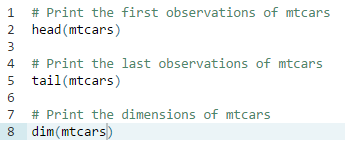 1 # Print the first observations of mtcars
2 head(mtcars)
3
4 # Print the last observations of mtcars
5 tail(mtcars)
6
7 # Print the dimensions of mtcars
8 dim(mtcars)